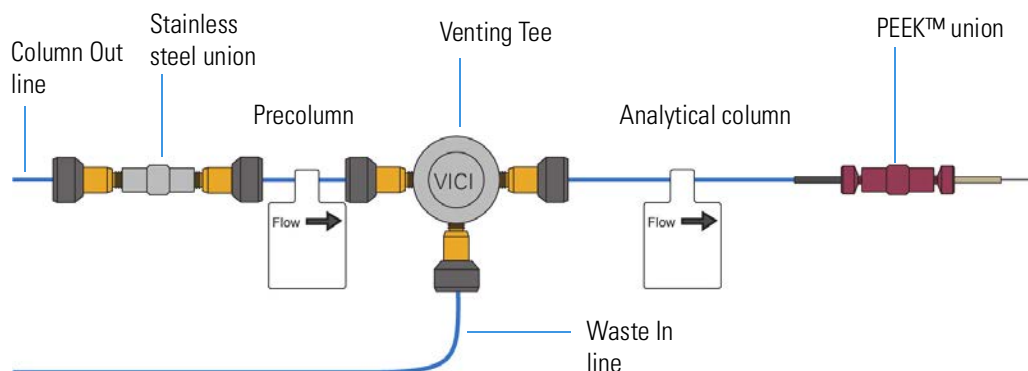 Column Out
line
Stainless
steel union
Precolumn
Venting Tee
VICI
Analytical column
PEEK™ union
Flow
Flow
Waste In
line